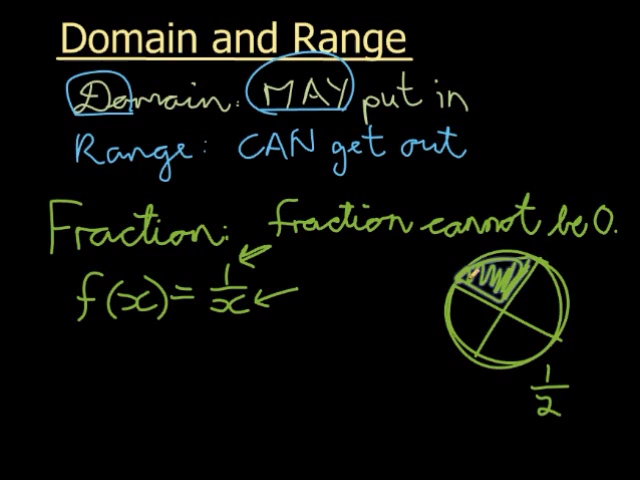 Domain and Range
Domain: MAY put in
Range: CAN get out
Fraction: fraction cannot be 0.
f(x) = 1/x
1/2